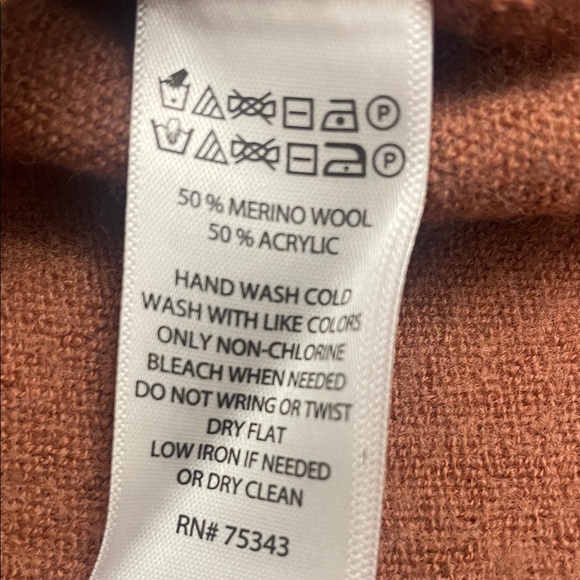 P
P
50 % MERINO WOOL
50 % ACRYLIC
HAND WASH COLD
WASH WITH LIKE COLORS
ONLY NON-CHLORINE
BLEACH WHEN NEEDED
DO NOT WRING OR TWIST
DRY FLAT
LOW IRON IF NEEDED
OR DRY CLEAN
RN# 75343